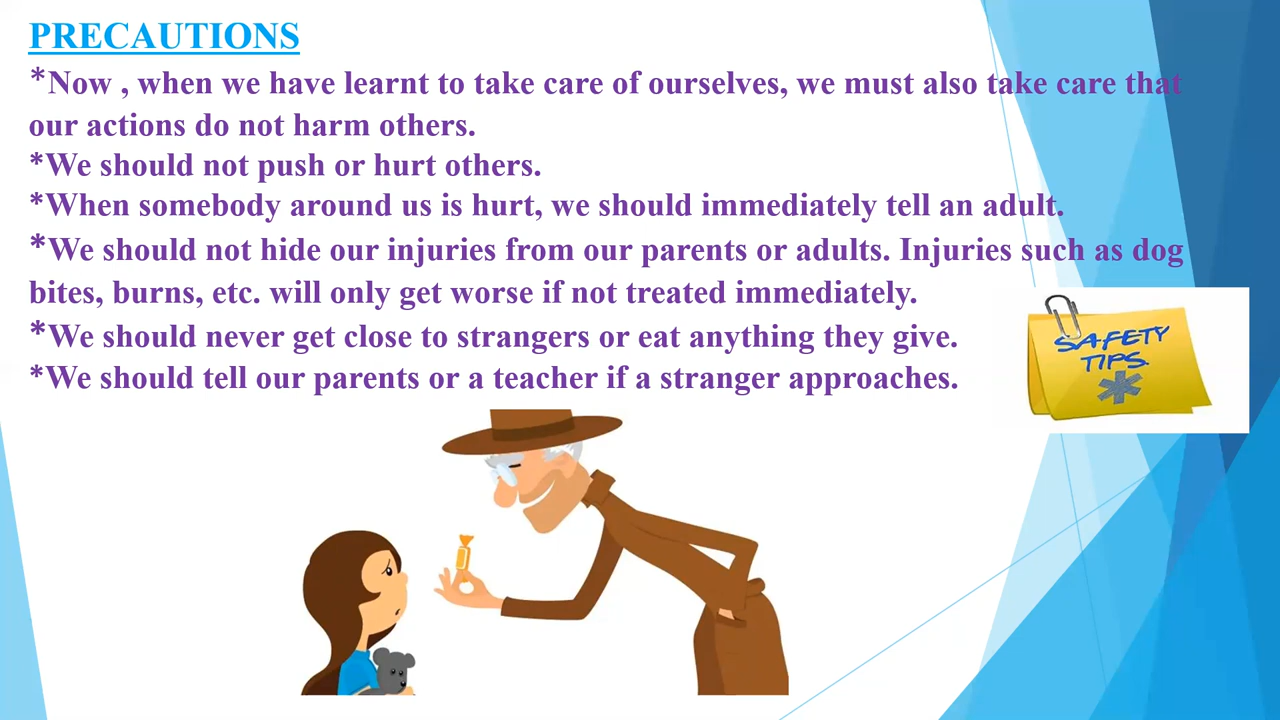 PRECAUTIONS
*Now , when we have learnt to take care of ourselves, we must also take care that
our actions do not harm others.
*We should not push or hurt others.
*When somebody around us is hurt, we should immediately tell an adult.
*We should not hide our injuries from our parents or adults. Injuries such as dog
bites, burns, etc. will only get worse if not treated immediately.
*We should never get close to strangers or eat anything they give.
*We should tell our parents or a teacher if a stranger approaches.
SAFETY
TIPS
*